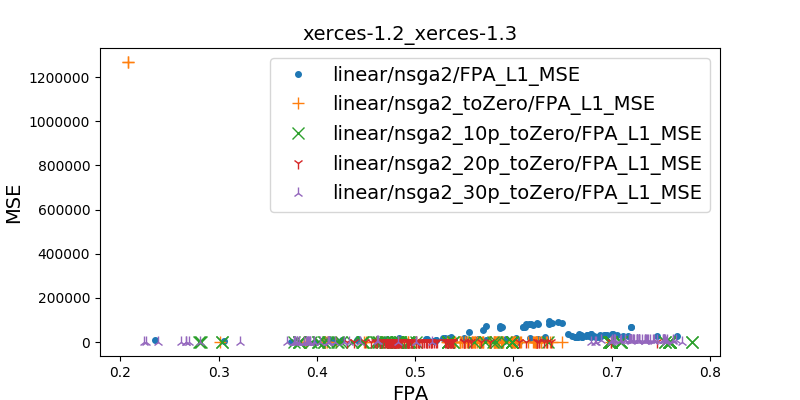 xerces-1.2_xerces-1.3
linear/nsga2/FPA_L1_MSE
linear/nsga2_toZero/FPA_L1_MSE
linear/nsga2_10p_toZero/FPA_L1_MSE
linear/nsga2_20p_toZero/FPA_L1_MSE
linear/nsga2_30p_toZero/FPA_L1_MSE
MSE
1200000
1000000
800000
600000
400000
200000
0
0.2 0.3 0.4 0.5 0.6 0.7 0.8
FPA